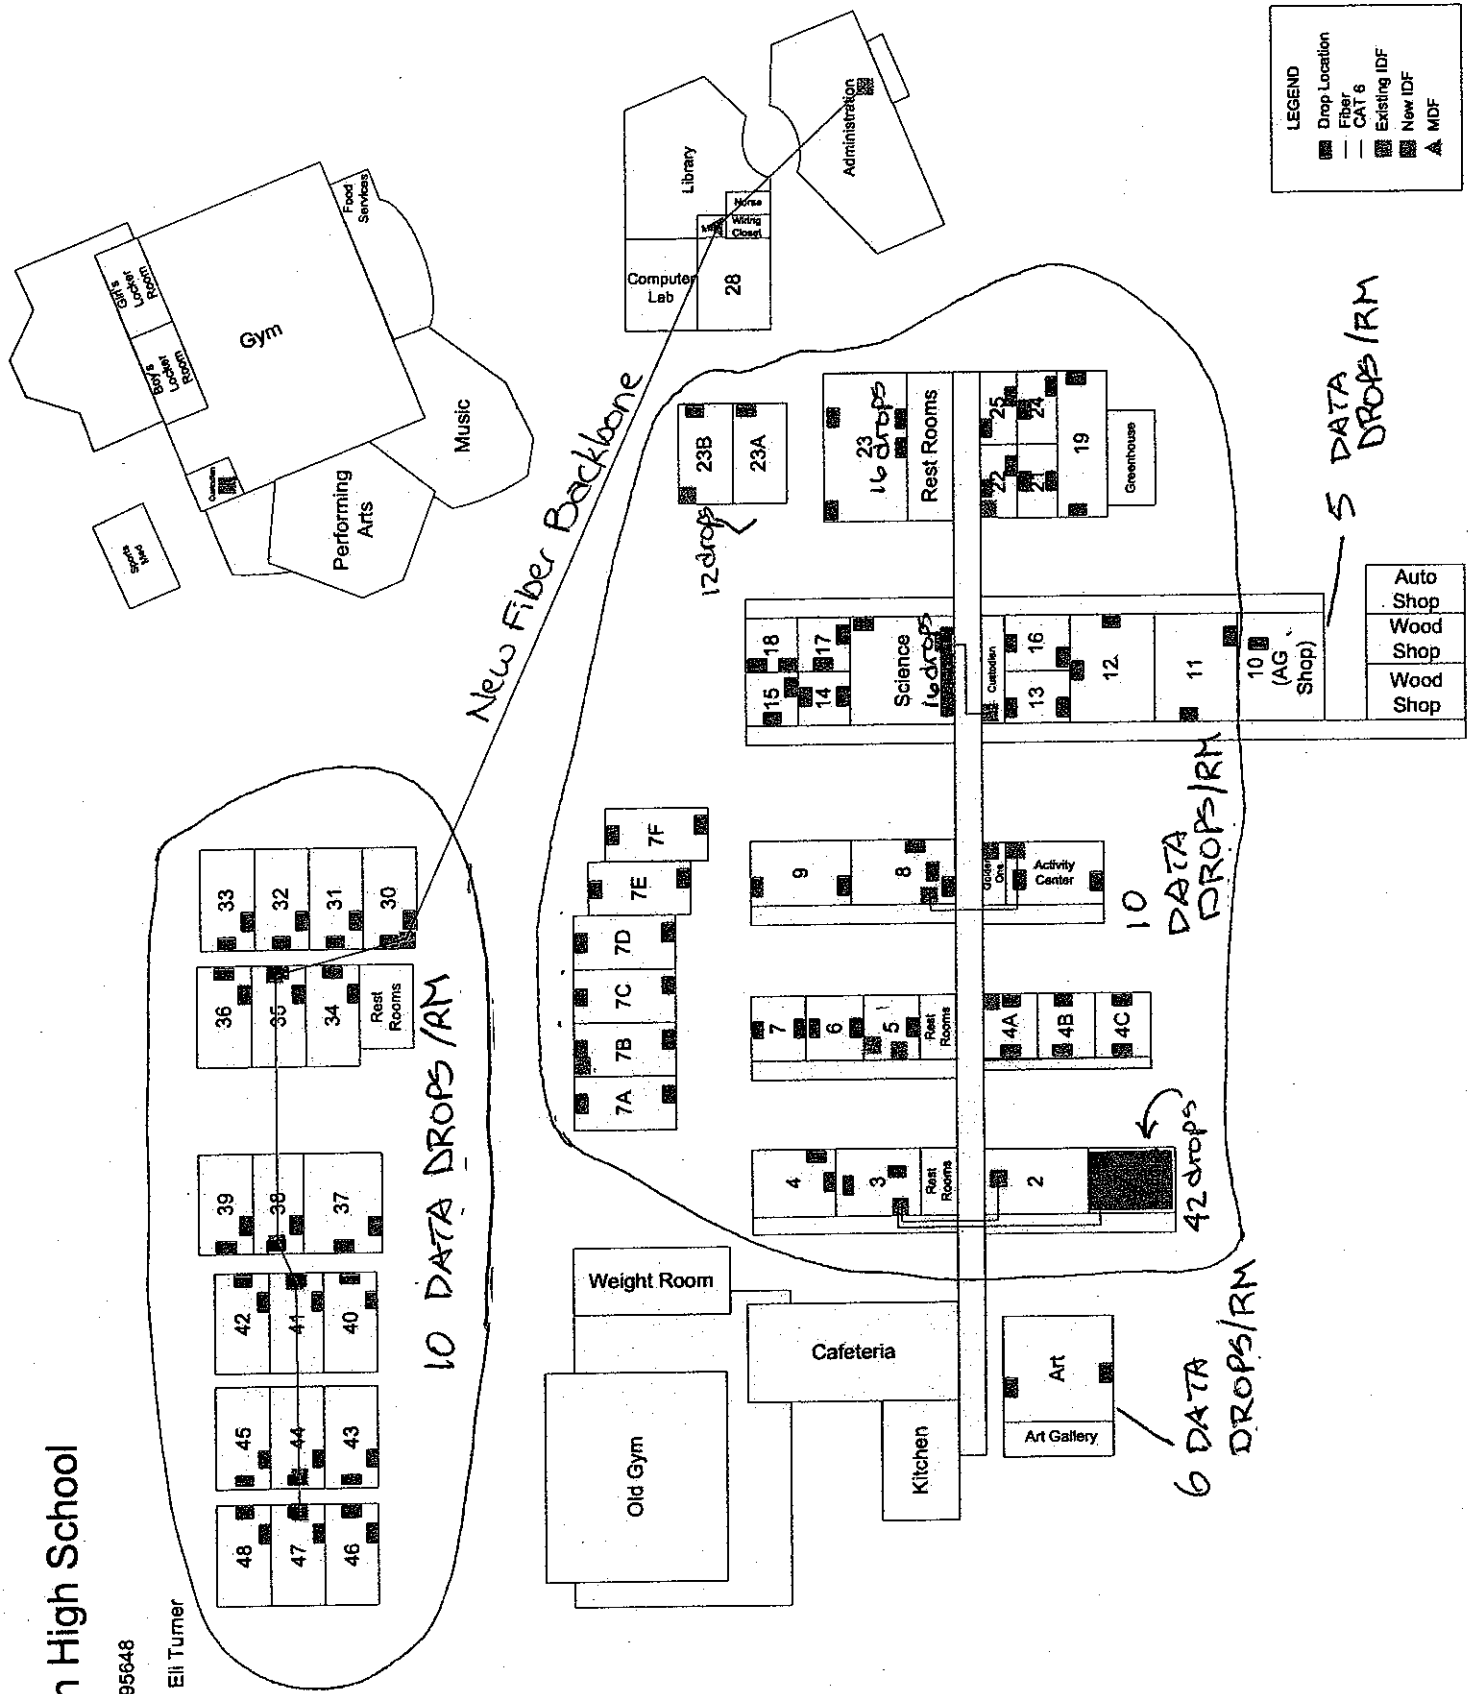 n High School
95648
Eli Turner
Girl's
Locker
Room
Boy's
Locker
Room
Gym
Food
Services
Custodian
Music
Performing
Arts
Sports
Med
Library
Administration
Nurse
Wiring
Closet
Computer
Lab
28
New Fiber Backbone
LEGEND
Drop Location
Fiber
CAT 6
Existing IDF
New IDF
MDF
33
32
31
30
36
35
34
Rest
Rooms
39
38
37
42
41
40
45
44
43
48
47
46
10 DATA DROPS /RM
23B
23A
12 drops
23
16 drops
Rest Rooms
25
24
22
21
19
Greenhouse
18
17
15
14
Science
16 drops
Custodian
16
13
12
11
10
(AG
Shop)
5 DATA
DROPS /RM
Auto
Shop
Wood
Shop
Wood
Shop
7F
7E
7D
7C
7B
7A
9
8
Golden
One
Activity
Center
10
DATA
DROPS/RM
7
6
5
Rest
Rooms
4A
4B
4C
4
3
Rest
Rooms
2
42 drops
Weight Room
Old Gym
Cafeteria
Kitchen
Art
Art Gallery
6 DATA
DROPS/RM